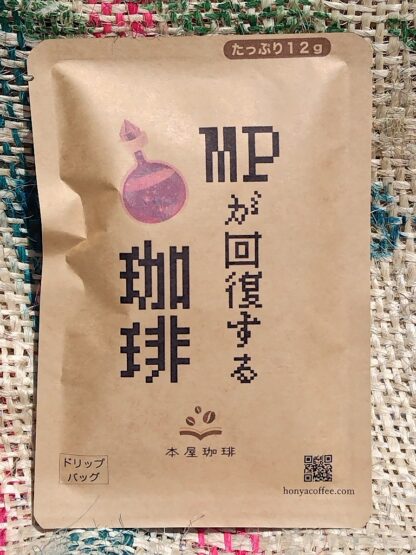 たっぷり12g
MPが回復する
珈琲
本屋珈琲
ドリップ
バッグ
honyacoffee.com